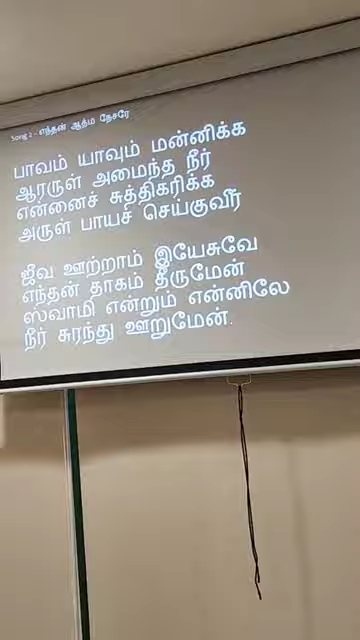 Song 2 - எந்தன் ஆத்ம நேசரே
பாவம் யாவும் மன்னிக்க
ஆரருள் அமைந்த நீர்
என்னைச் சுத்திகரிக்க
அருள் பாயச் செய்குவீர்
ஜீவ ஊற்றாம் இயேசுவே
எந்தன் தாகம் தீருமேன்
ஸ்வாமி என்றும் என்னிலே
நீர் சுரந்து ஊறுமேன்.